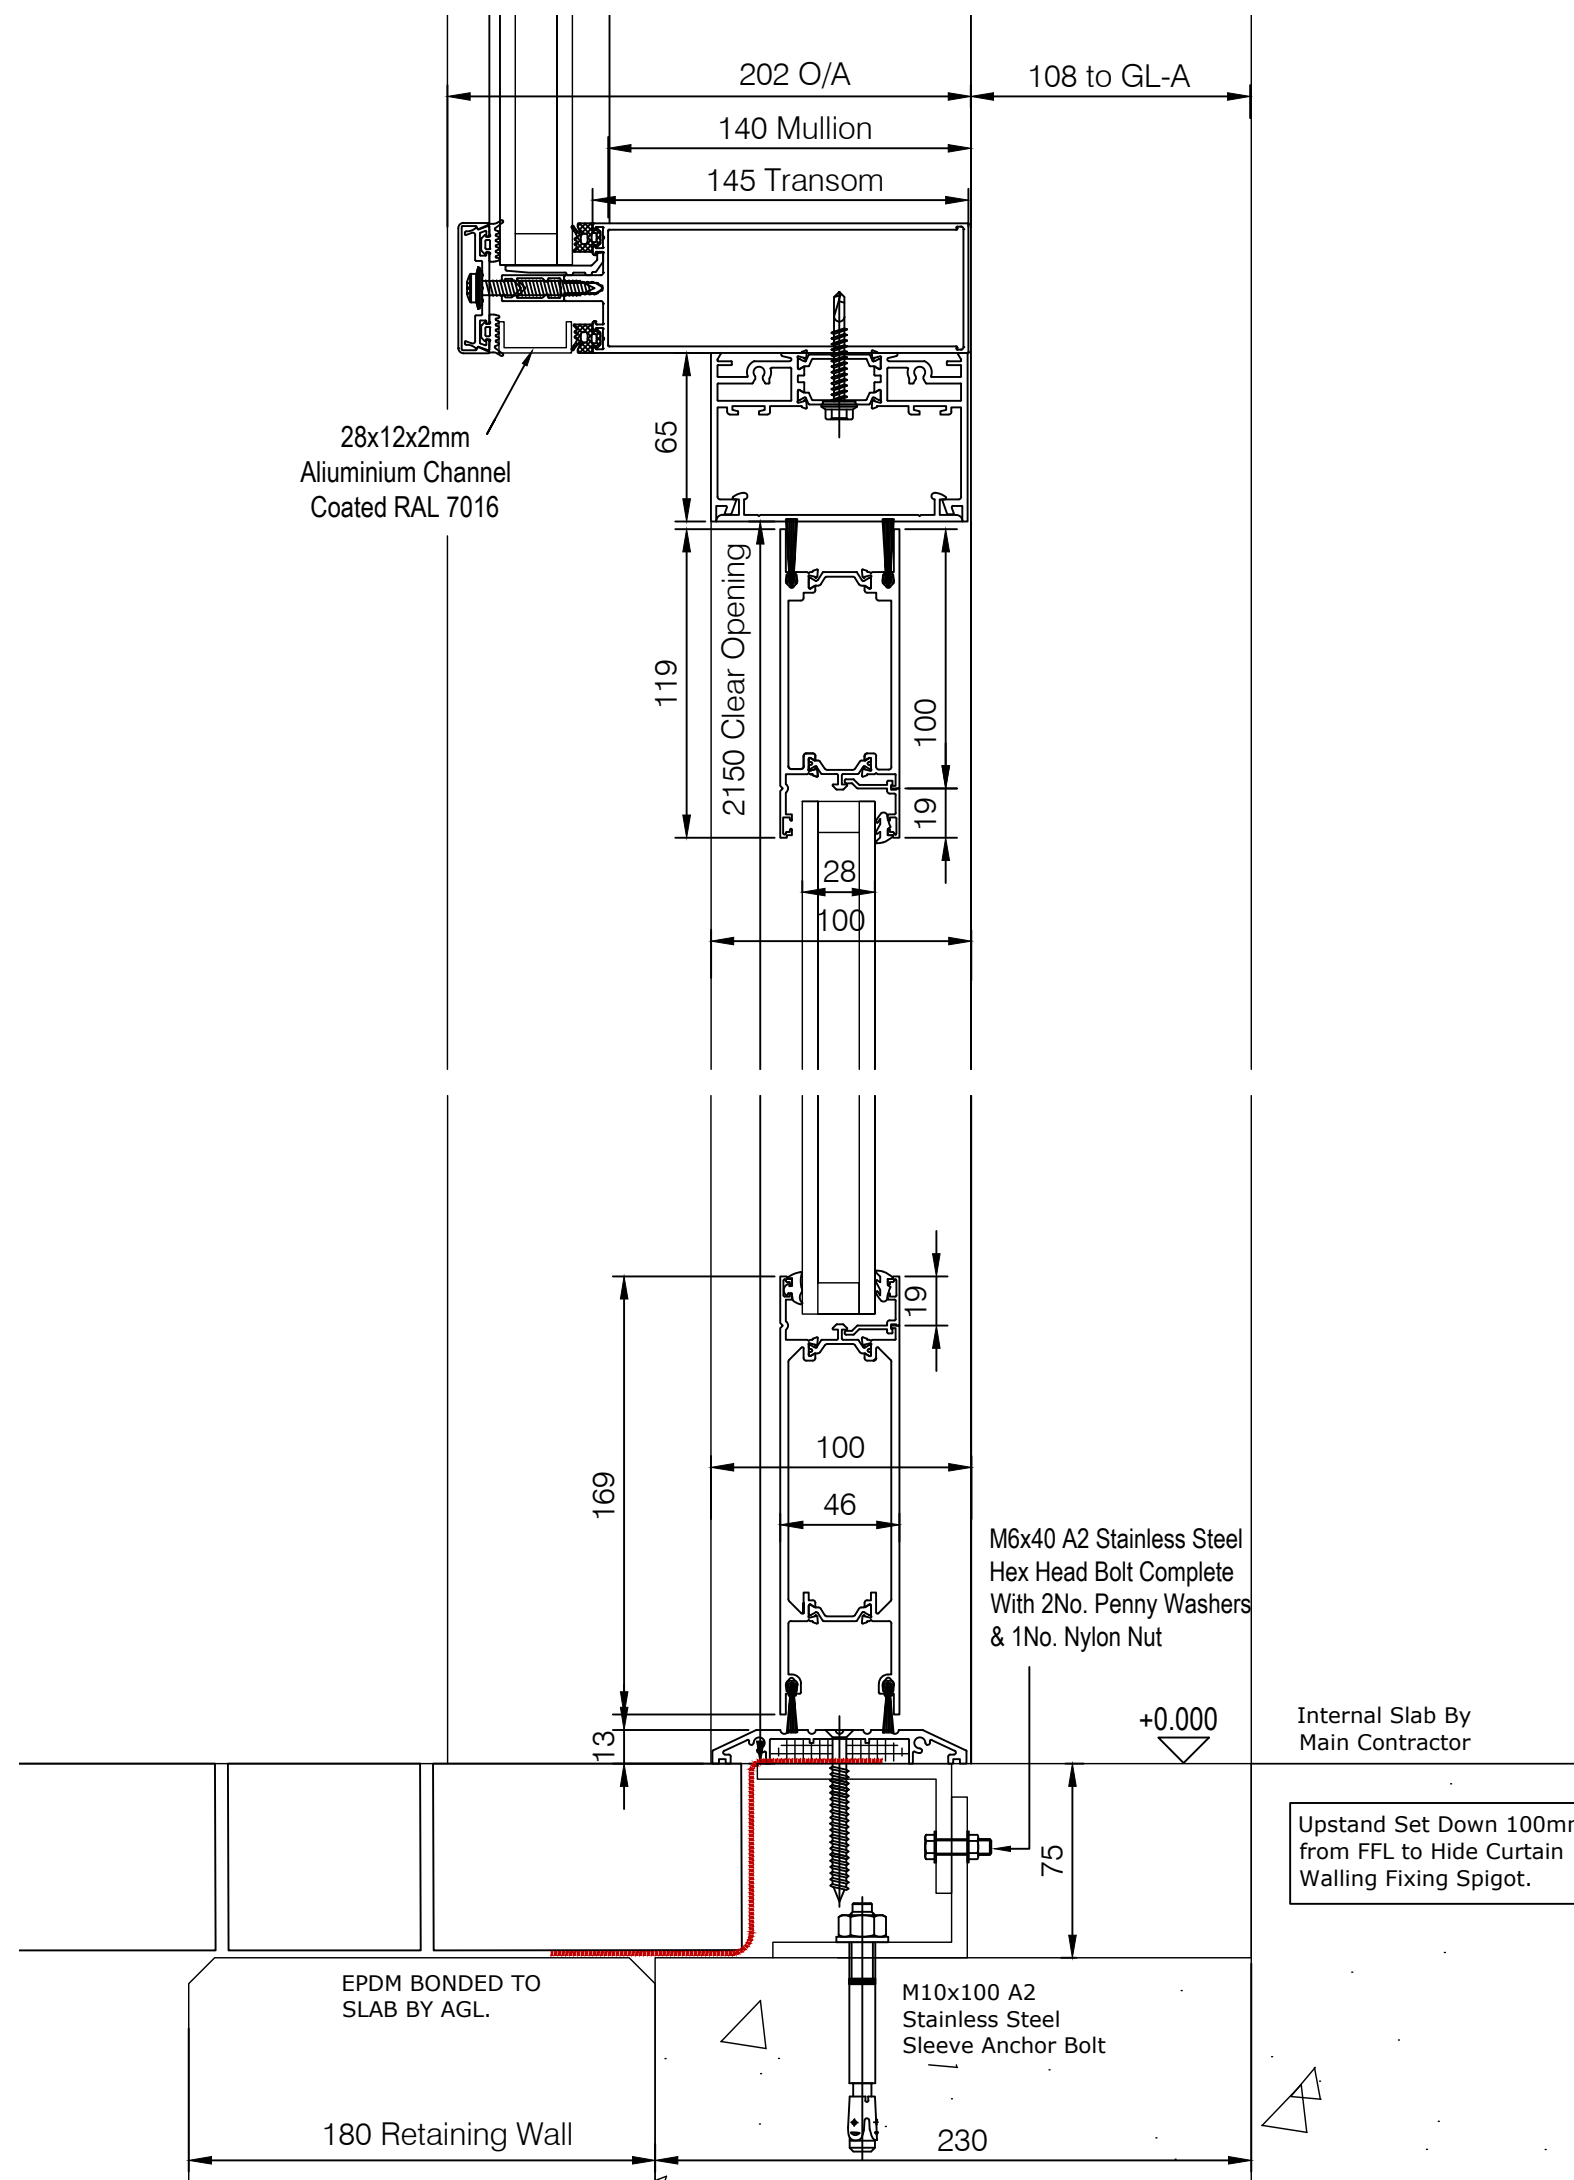 202 O/A
108 to GL-A
140 Mullion
145 Transom
28x12x2mm
Aliuminium Channel
Coated RAL 7016
65
119
2150 Clear Opening
100
19
28
100
19
169
100
46
M6x40 A2 Stainless Steel
Hex Head Bolt Complete
With 2No. Penny Washers
& 1No. Nylon Nut
13
+0.000
Internal Slab By
Main Contractor
Upstand Set Down 100mm
from FFL to Hide Curtain
Walling Fixing Spigot.
75
EPDM BONDED TO
SLAB BY AGL.
M10x100 A2
Stainless Steel
Sleeve Anchor Bolt
180 Retaining Wall
230